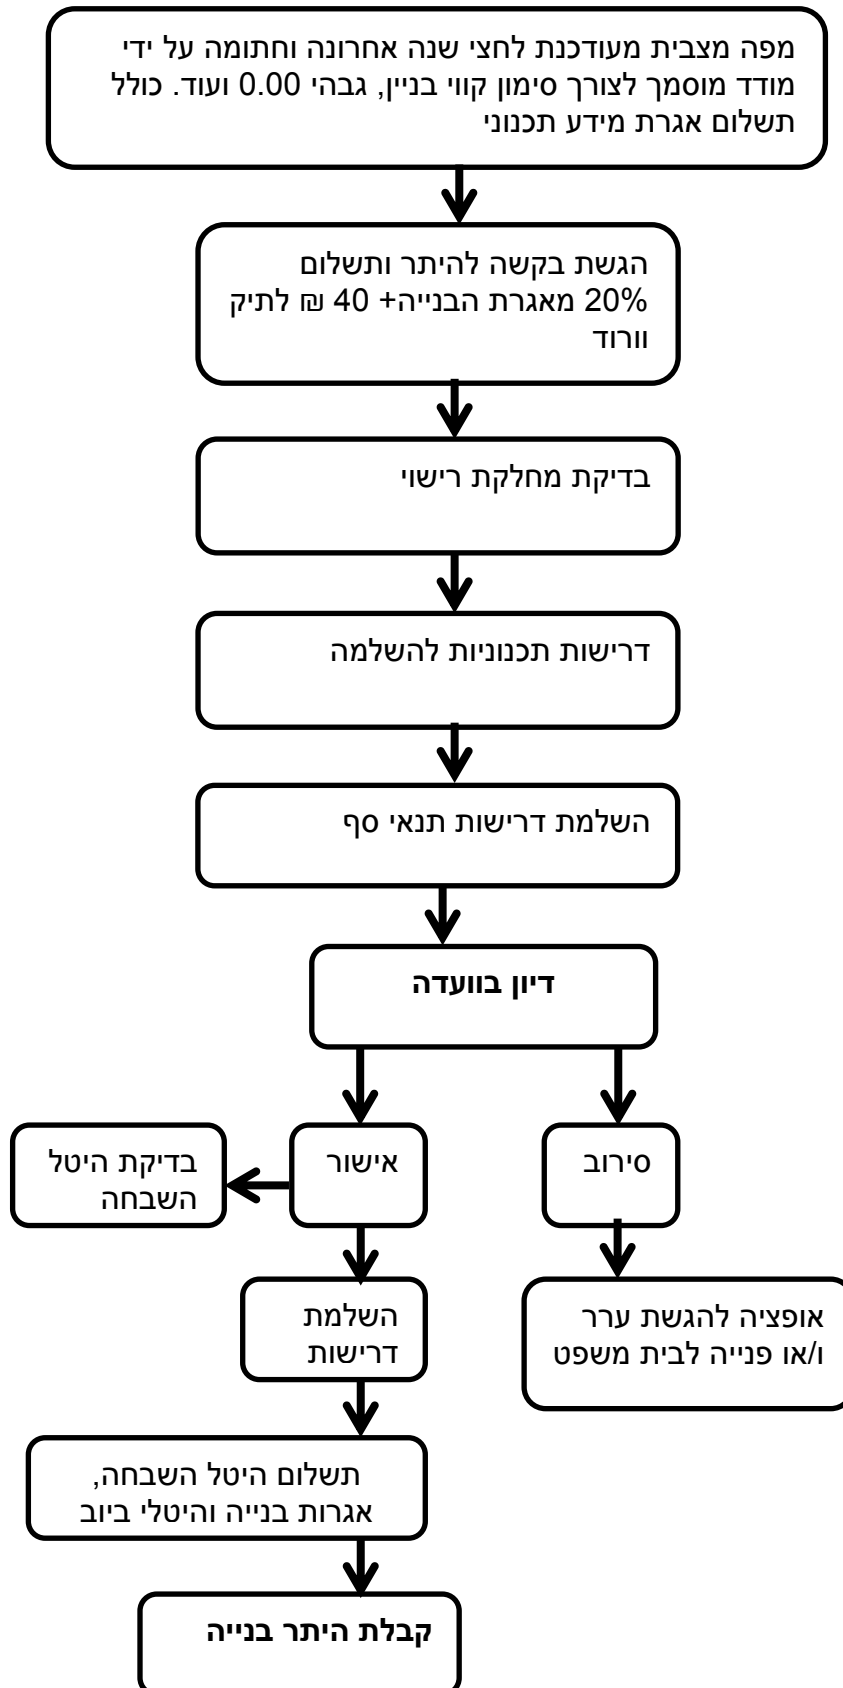 מפה מצבית מעודכנת לחצי שנה אחרונה וחתומה על ידי
מודד מוסמך לצורך סימון קווי בניין, גבהי 0.00 ועוד. כולל
תשלום אגרת מידע תכנוני
הגשת בקשה להיתר ותשלום
20% מאגרת הבנייה+ 40 ₪ לתיק
וורוד
בדיקת מחלקת רישוי
דרישות תכנוניות להשלמה
השלמת דרישות תנאי סף
דיון בוועדה
סירוב
אישור
בדיקת היטל
השבחה
אופציה להגשת ערר
ו/או פנייה לבית משפט
השלמת
דרישות
תשלום היטל השבחה,
אגרות בנייה והיטלי ביוב
קבלת היתר בנייה